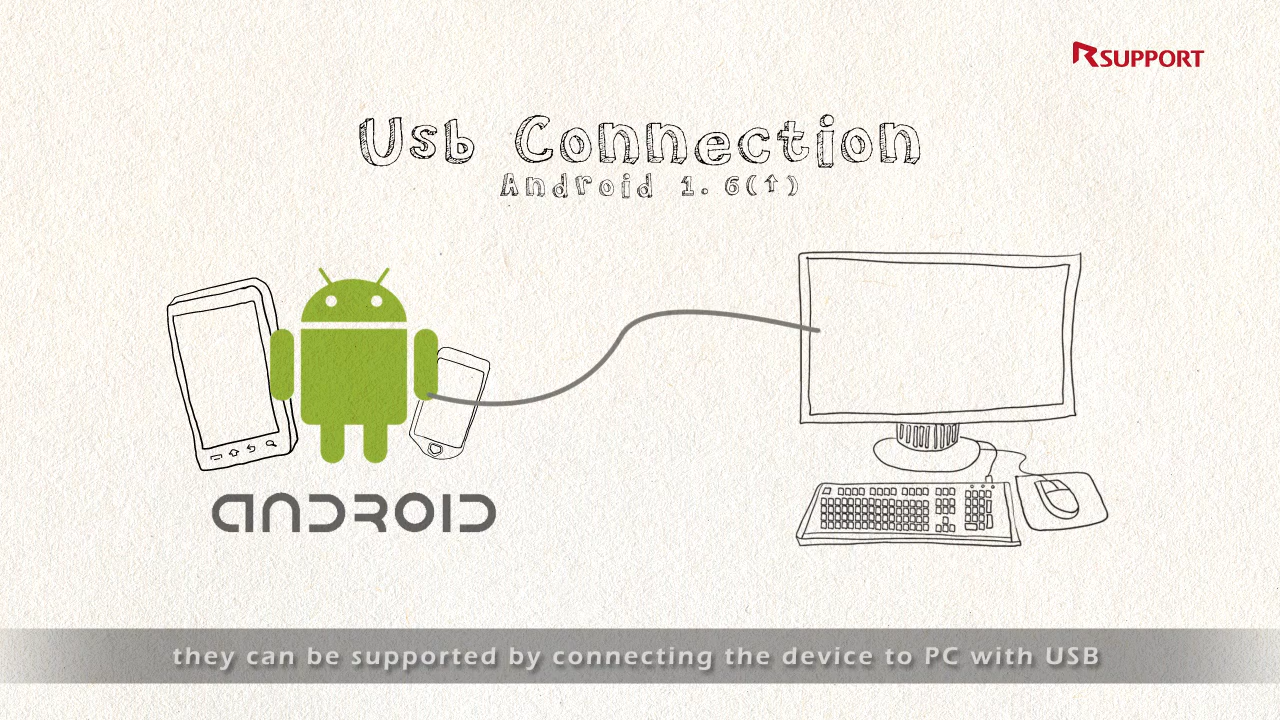 RSUPPORT
Usb Connection
Android 1.6(↑)
ANDROID
they can be supported by connecting the device to PC with USB